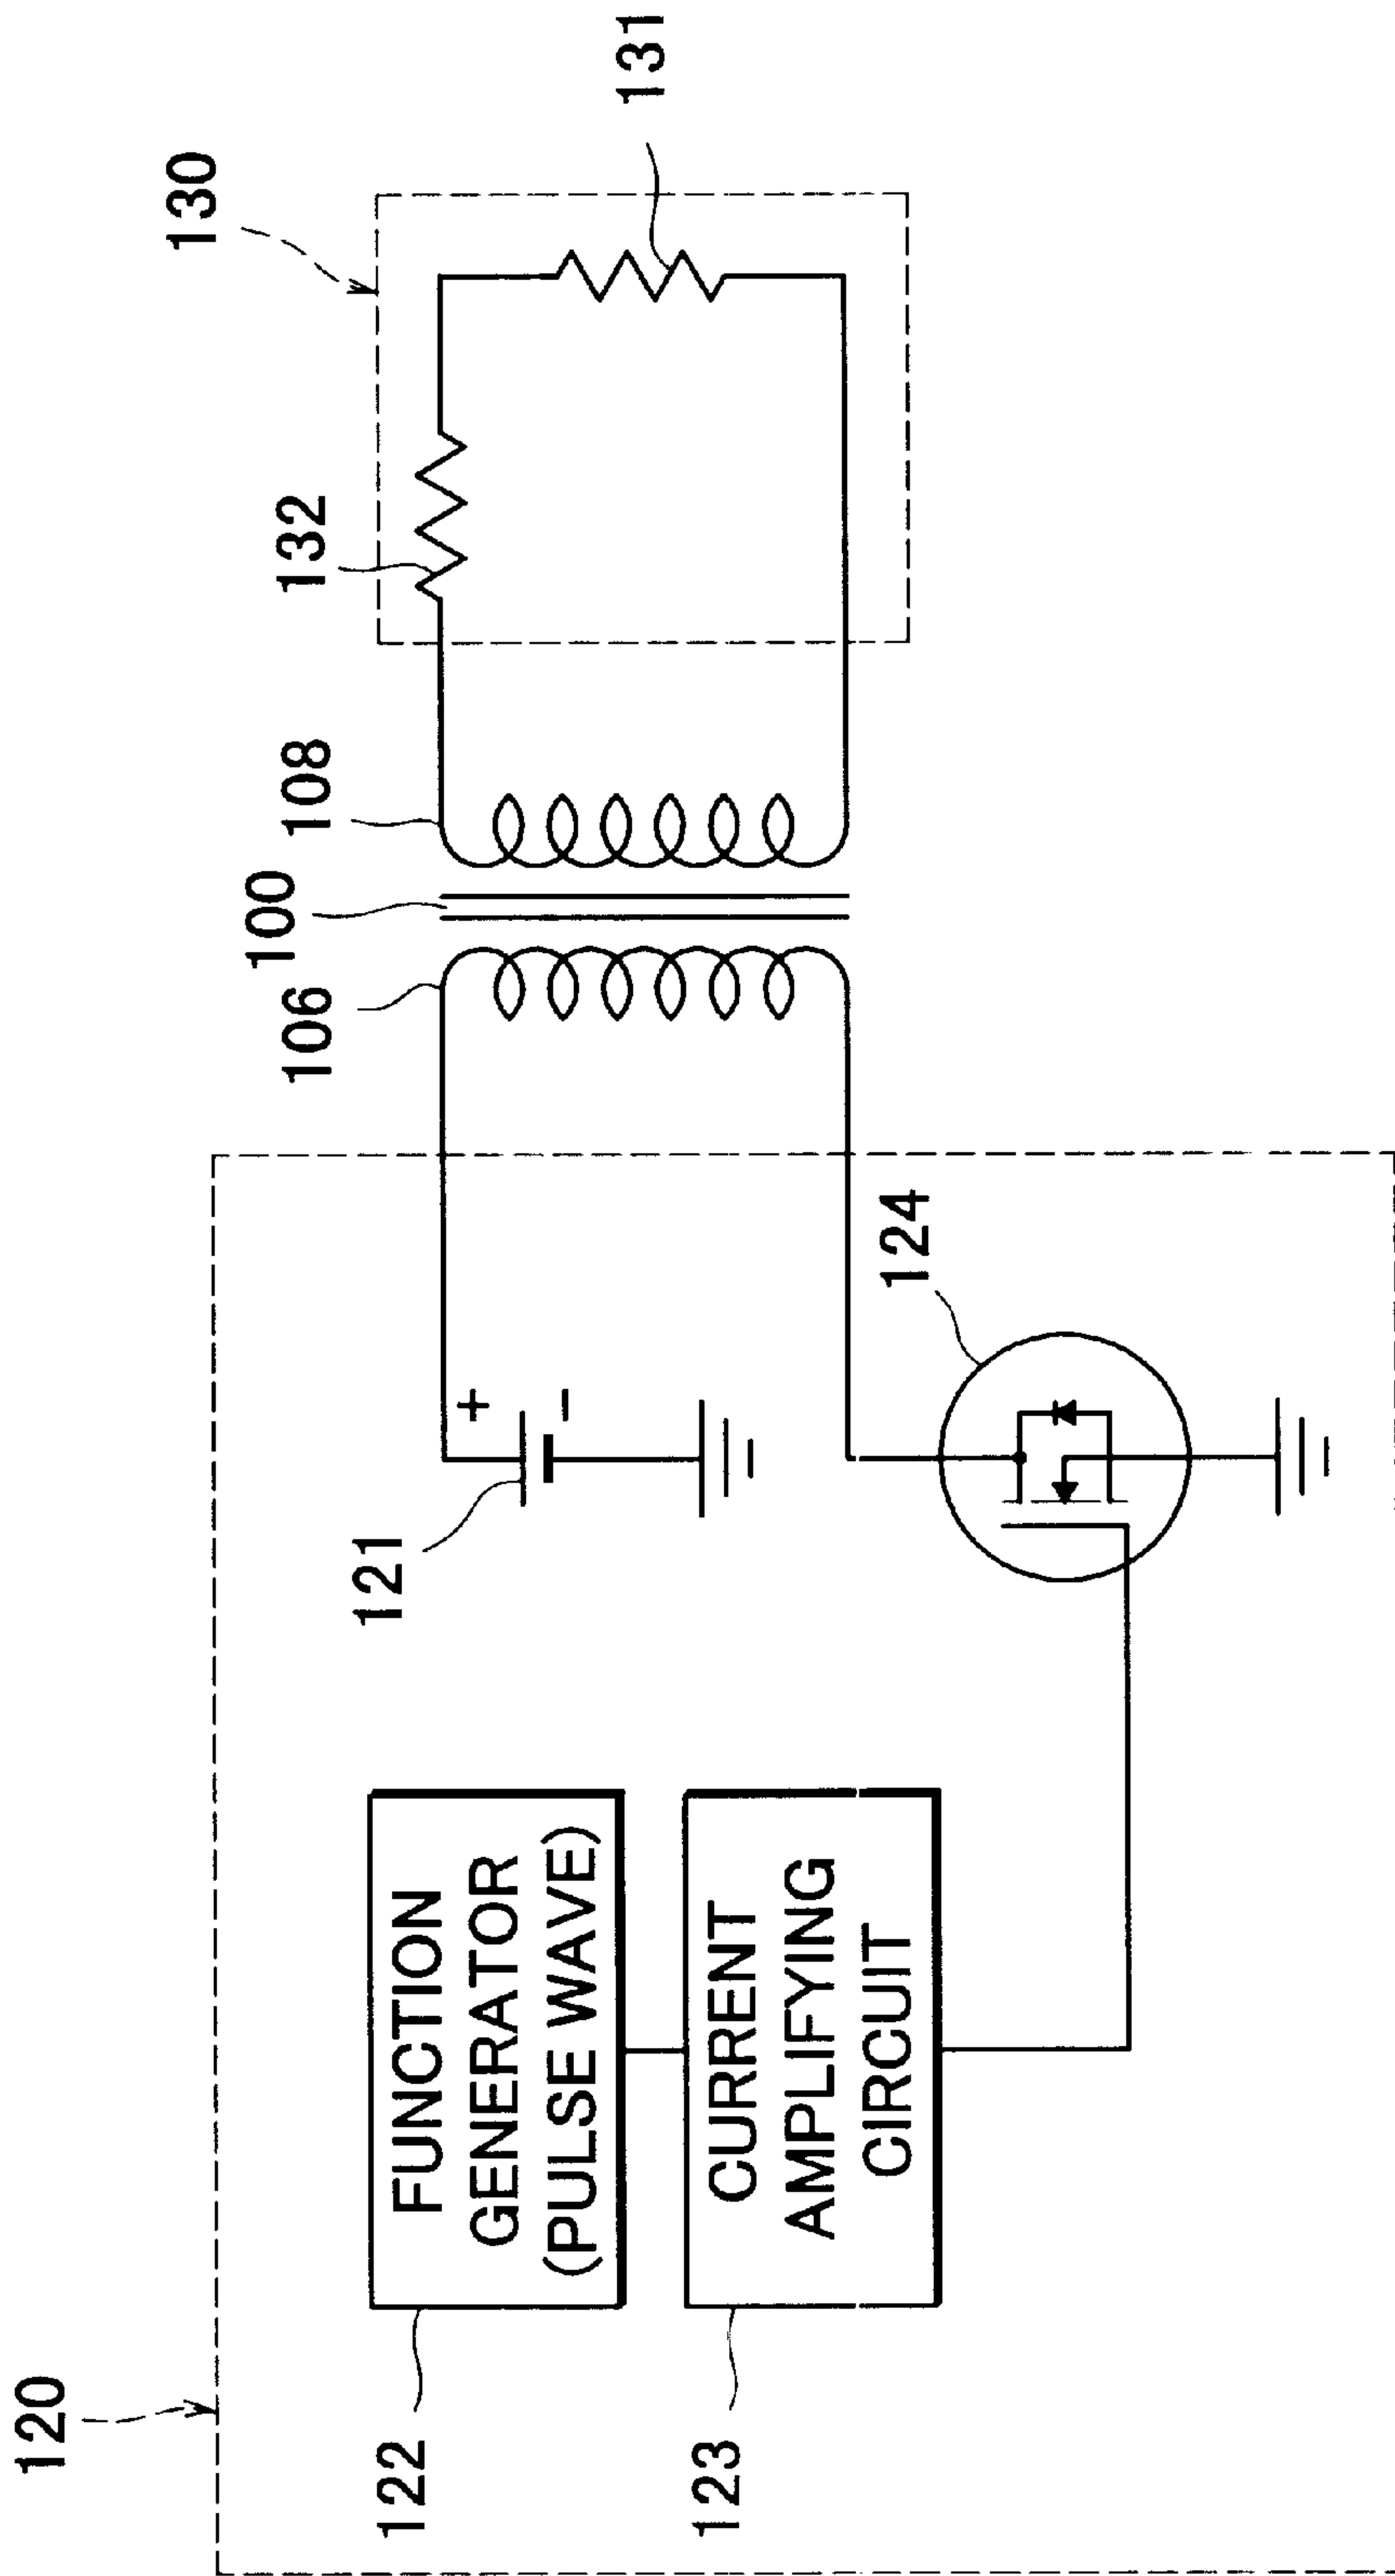 120
122
FUNCTION
GENERATOR
(PULSE WAVE)
123
CURRENT
AMPLIFYING
CIRCUIT
121
+
-
124
106
100
108
132
130
131